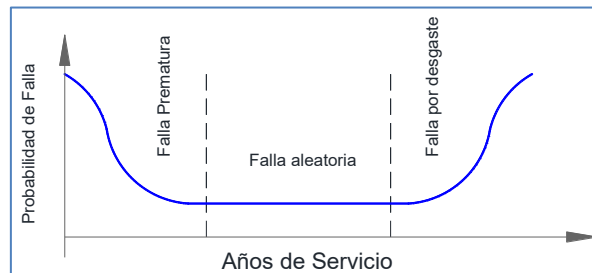 Probabilidad de Falla
Falla Prematura
Falla aleatoria
Falla por desgaste
Años de Servicio